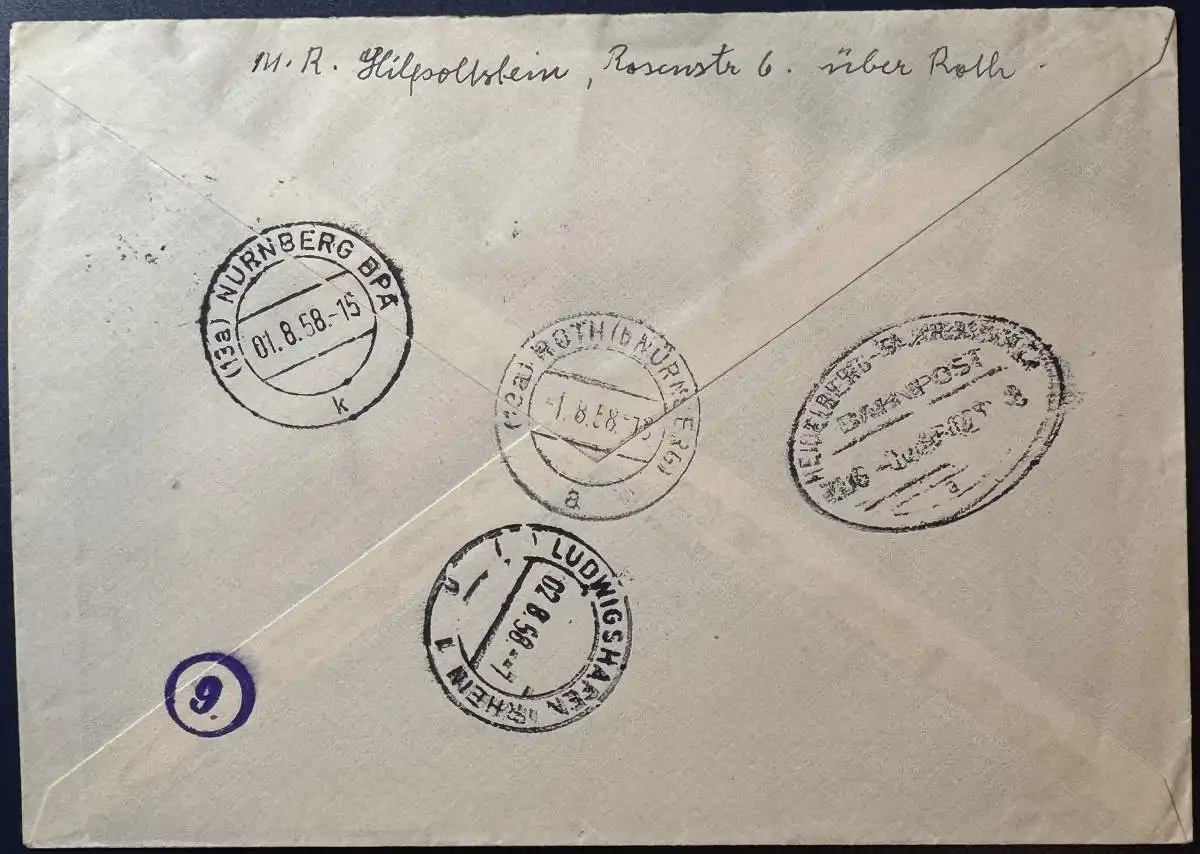 M. R. Hilpoltstein, Rosenstr 6. über Roth
(13a) NÜRNBERG BPA
01.8.58.-15
k
(13a) ROTH (b NÜRNBERG)
-1.8.58.-18
a
HEIDELBERG
BAHNPOST
a
LUDWIGSHAFEN RHEIN 1
02.8.58
9